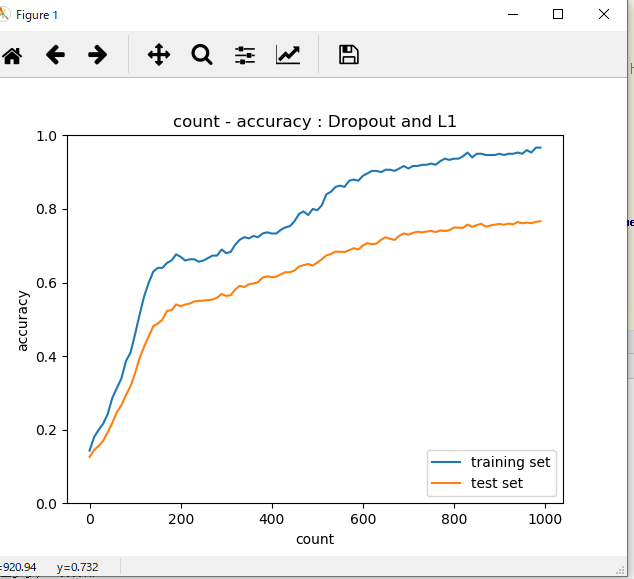 Figure 1
count - accuracy : Dropout and L1
1.0
0.8
0.6
0.4
0.2
0.0
accuracy
0 200 400 600 800 1000
count
training set
test set
=920.94 y=0.732